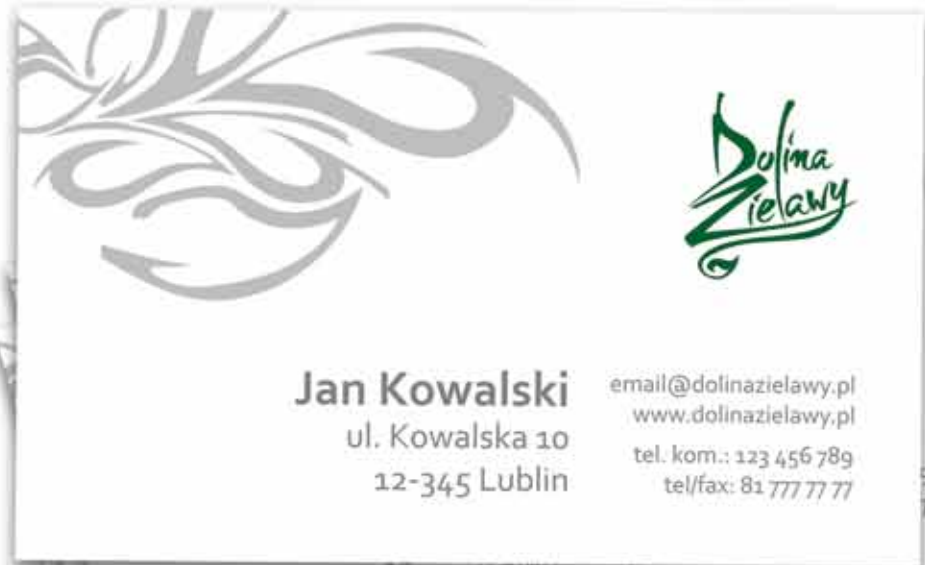 Dolina
Zielawy
Jan Kowalski
ul. Kowalska 10
12-345 Lublin
email@dolinazielawy.pl
www.dolinazielawy.pl
tel. kom.: 123 456 789
tel/fax: 81 777 77 77